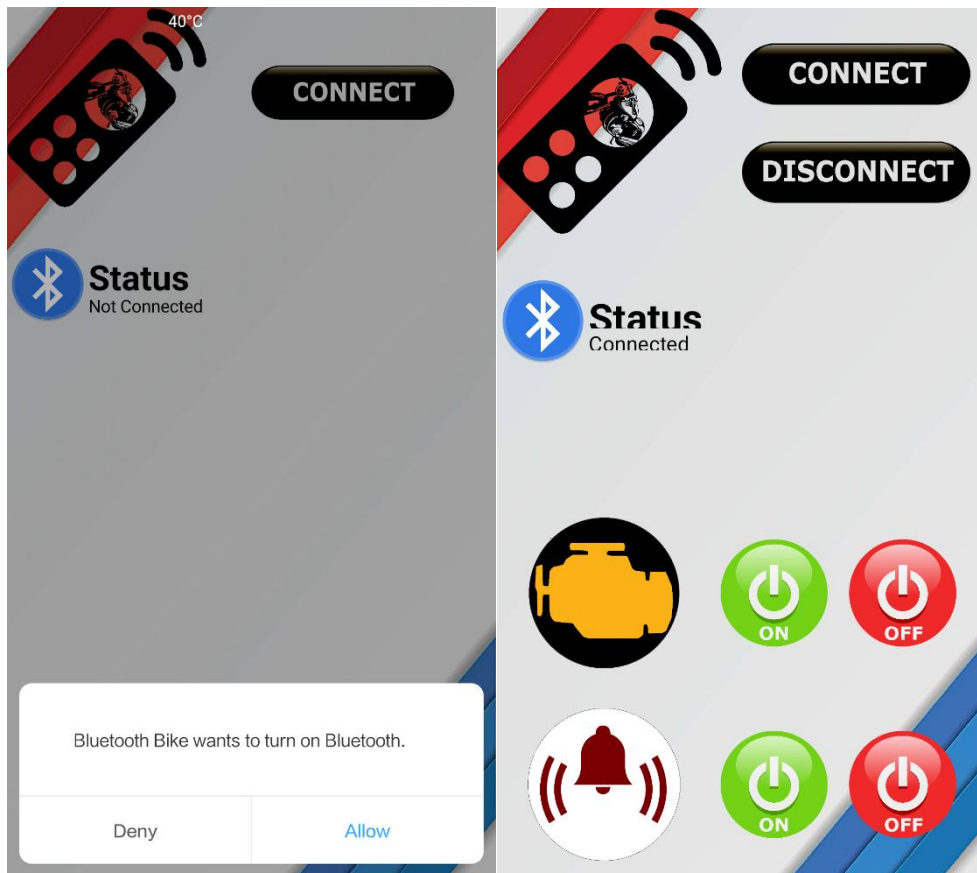 40°C
CONNECT
Status
Not Connected
Bluetooth Bike wants to turn on Bluetooth.
Deny
Allow
CONNECT
DISCONNECT
Status
Connected
ON
OFF
ON
OFF